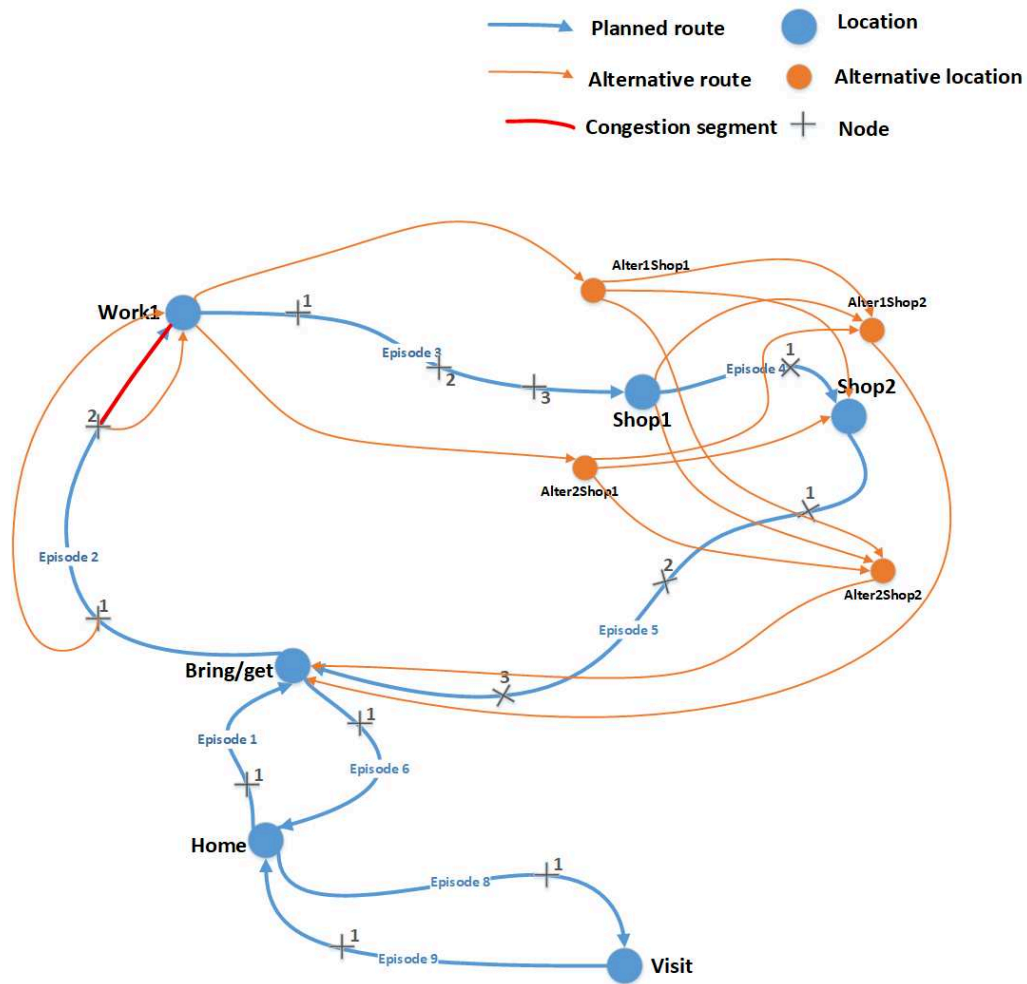 Planned route
Location
Alternative route
Alternative location
Congestion segment
Node
Alter1Shop1
Work1
1
Alter1Shop2
Episode 3
2
3
Episode 4
1
Shop2
Shop1
2
Alter2Shop1
1
Episode 2
2
Alter2Shop2
1
Episode 5
Bring/get
3
1
Episode 1
Episode 6
1
Home
Episode 8
1
1
Episode 9
Visit